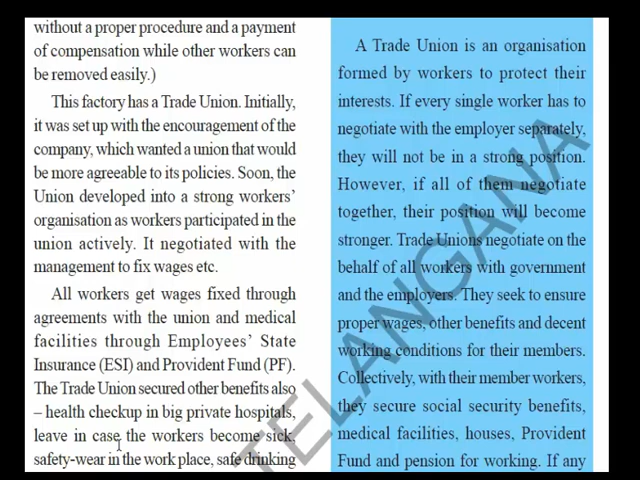 without a proper procedure and a payment
of compensation while other workers can
be removed easily.)
This factory has a Trade Union. Initially,
it was set up with the encouragement of the
company, which wanted a union that would
be more agreeable to its policies. Soon, the
Union developed into a strong workers’
organisation as workers participated in the
union actively. It negotiated with the
management to fix wages etc.
All workers get wages fixed through
agreements with the union and medical
facilities through Employees’ State
Insurance (ESI) and Provident Fund (PF).
The Trade Union secured other benefits also
– health checkup in big private hospitals,
leave in case the workers become sick,
safety-wear in the work place, safe drinking
A Trade Union is an organisation
formed by workers to protect their
interests. If every single worker has to
negotiate with the employer separately,
they will not be in a strong position.
However, if all of them negotiate
together, their position will become
stronger. Trade Unions negotiate on the
behalf of all workers with government
and the employers. They seek to ensure
proper wages, other benefits and decent
working conditions for their members.
Collectively, with their member workers,
they secure social security benefits,
medical facilities, houses, Provident
Fund and pension for working. If any
TELANGANA